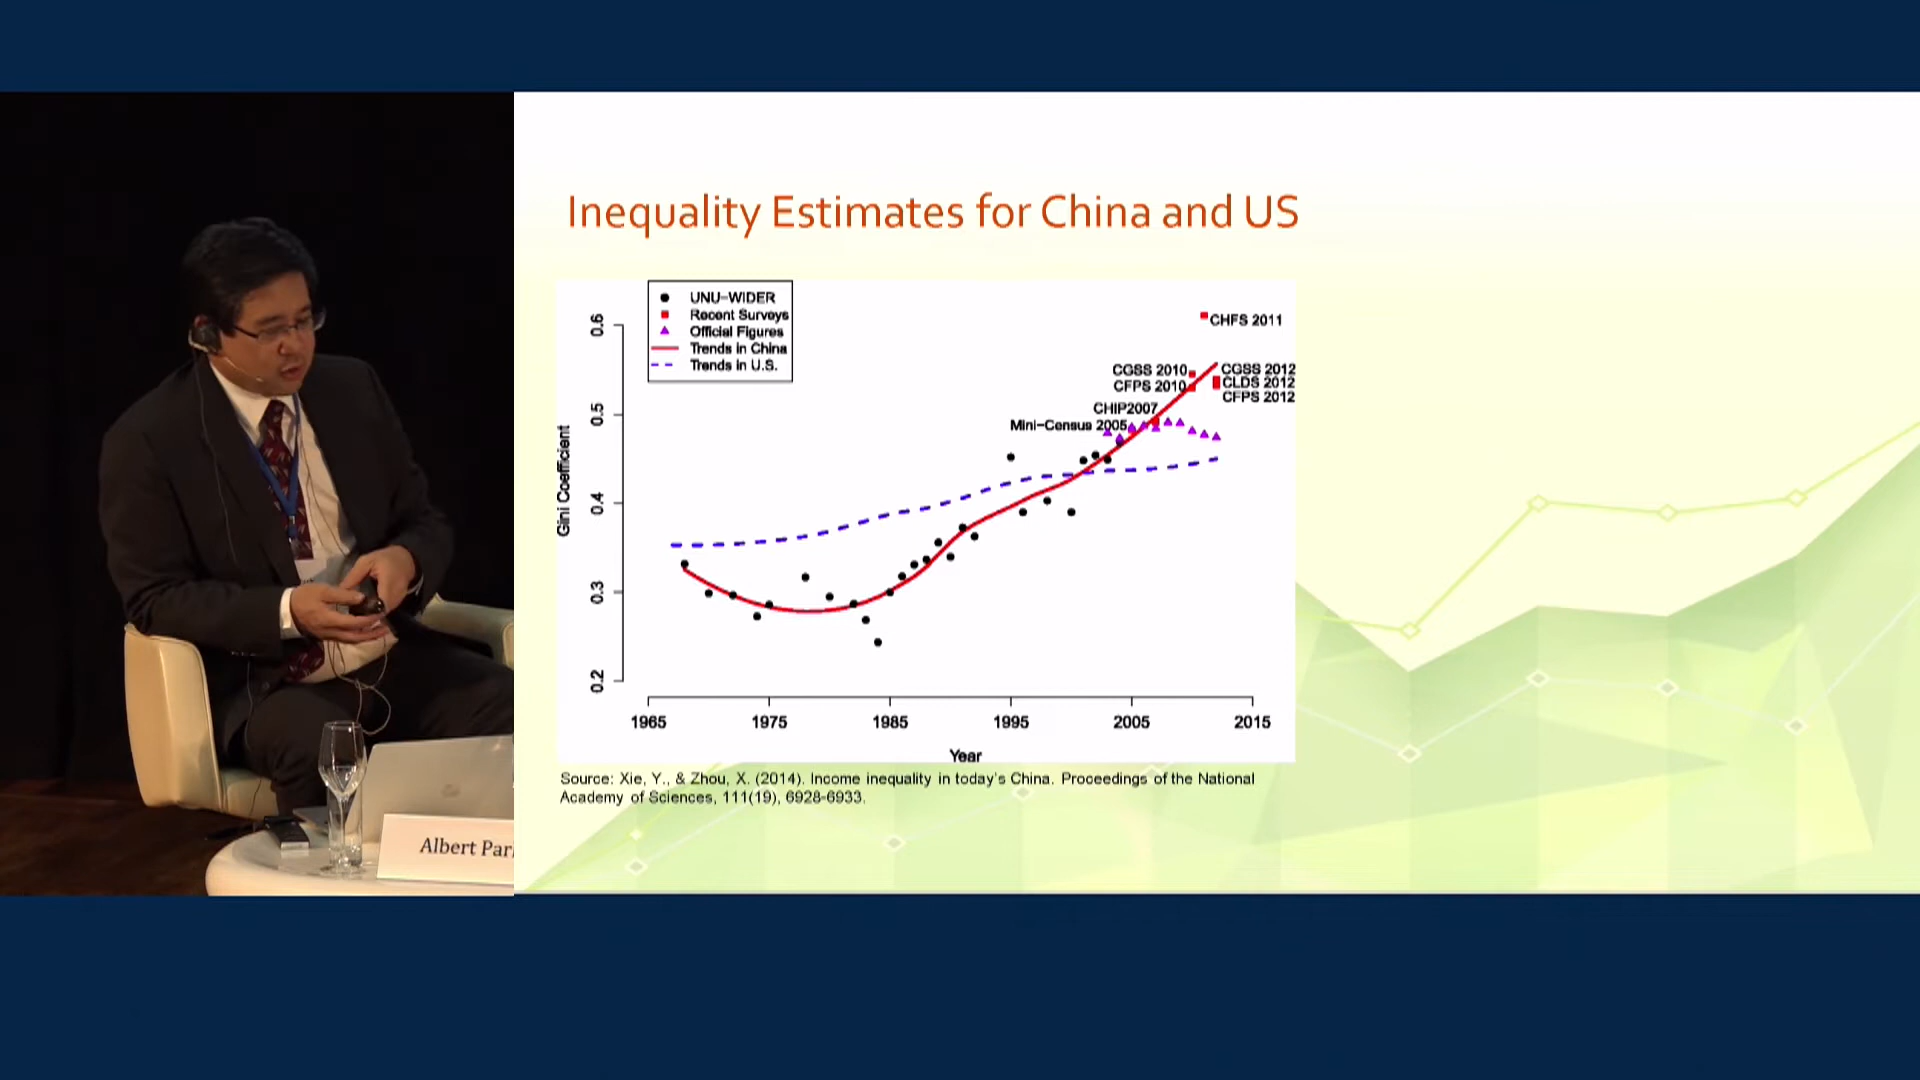 Inequality Estimates for China and US
UNU-WIDER
Recent Surveys
Official Figures
Trends in China
Trends in U.S.
CHFS 2011
CGSS 2010
CGSS 2012
CFPS 2010
CLDS 2012
CFPS 2012
CHIP2007
Mini-Census 2005
Gini Coefficient
0.6
0.5
0.4
0.3
0.2
1965 1975 1985 1995 2005 2015
Year
Source: Xie, Y., & Zhou, X. (2014). Income inequality in today's China. Proceedings of the National
Academy of Sciences, 111(19), 6928-6933.
Albert